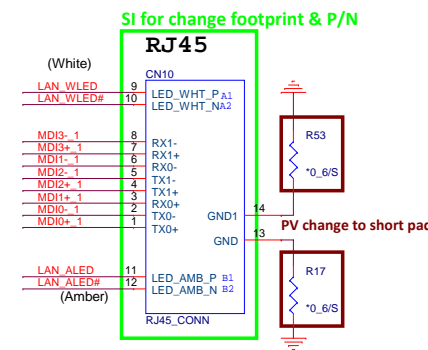 SI for change footprint & P/N
RJ45
(White)
CN10
LAN_WLED 9 LED_WHT_P A1
LAN_WLED# 10 LED_WHT_N A2
MDI3-_1 8 RX1-
MDI3+_1 7 RX1+
MDI1-_1 6 RX0-
MDI2-_1 5 TX1-
MDI2+_1 4 TX1+
MDI1+_1 3 RX0+
MDI0-_1 2 TX0-
MDI0+_1 1 TX0+
GND1 14
GND 13
R53
*0_6/S
PV change to short pad
LAN_ALED 11 LED_AMB_P B1
LAN_ALED# 12 LED_AMB_N B2
(Amber)
RJ45_CONN
R17
*0_6/S